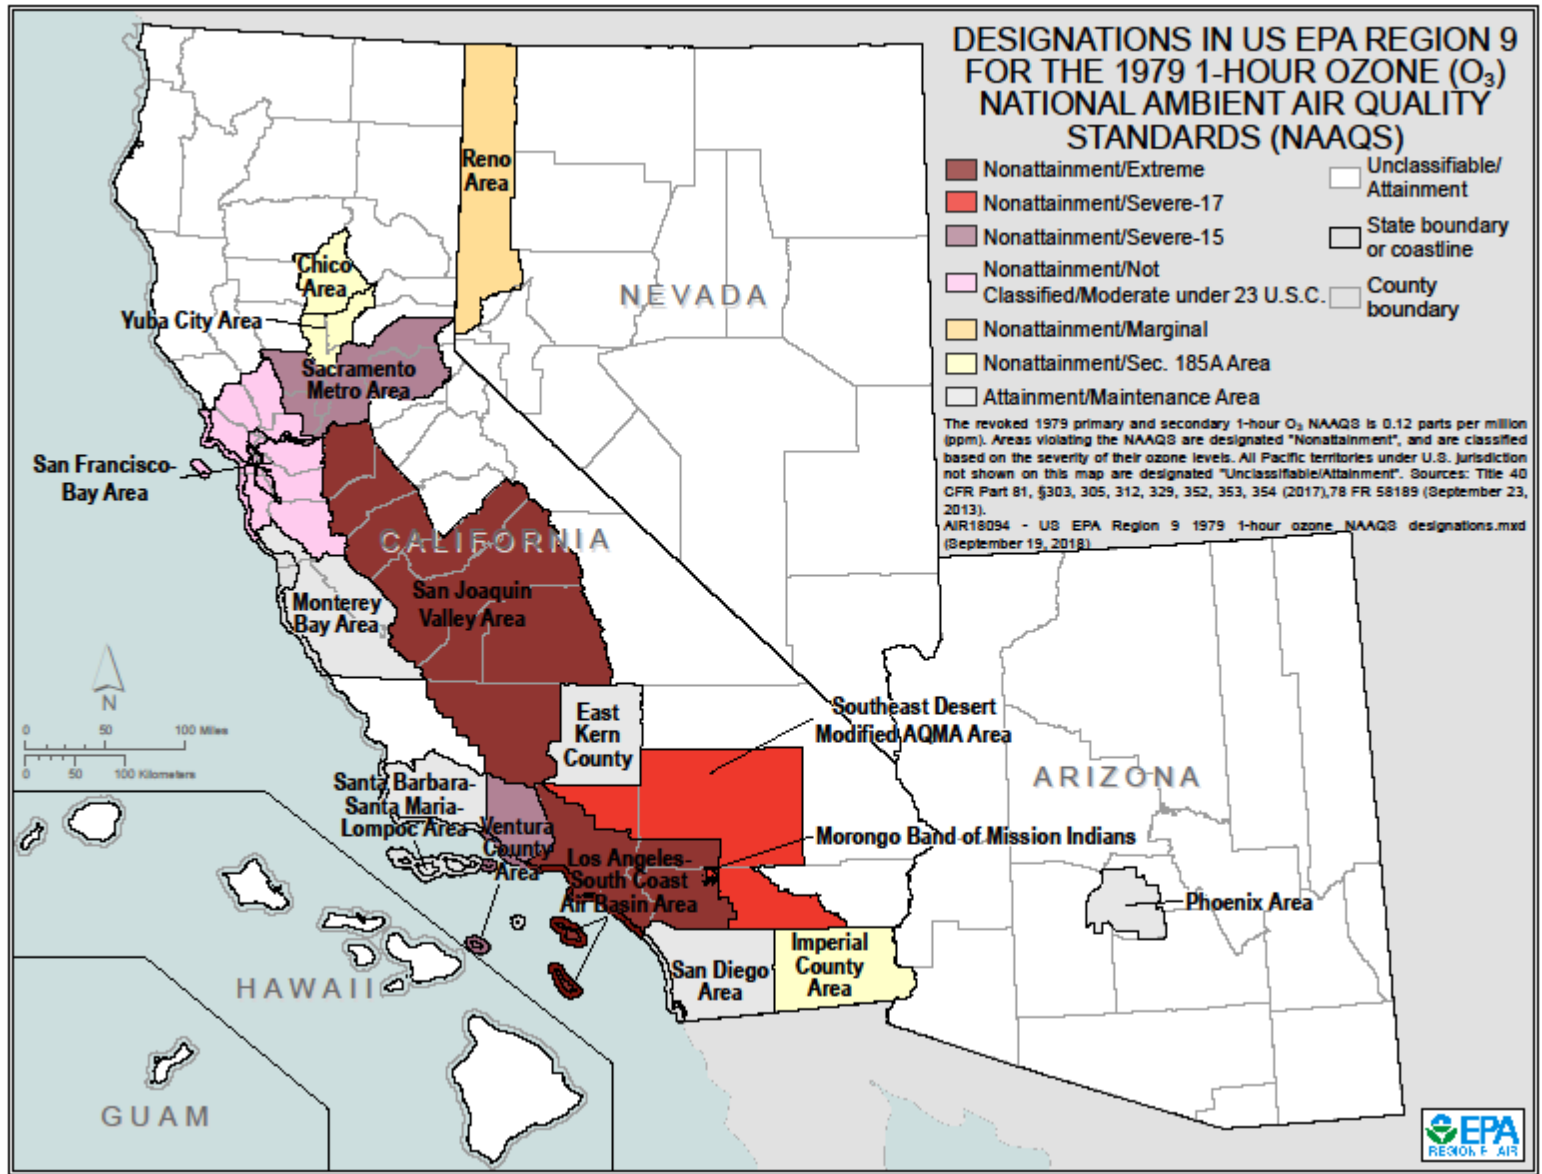 DESIGNATIONS IN US EPA REGION 9
FOR THE 1979 1-HOUR OZONE (O₃)
NATIONAL AMBIENT AIR QUALITY
STANDARDS (NAAQS)
Nonattainment/Extreme
Nonattainment/Severe-17
Nonattainment/Severe-15
Nonattainment/Not
Classified/Moderate under 23 U.S.C.
Nonattainment/Marginal
Nonattainment/Sec. 185A Area
Attainment/Maintenance Area
Unclassifiable/
Attainment
State boundary
or coastline
County
boundary
The revoked 1979 primary and secondary 1-hour O₃ NAAQS is 0.12 parts per million
(ppm). Areas violating the NAAQS are designated "Nonattainment", and are classified
based on the severity of their ozone levels. All Pacific territories under U.S. jurisdiction
not shown on this map are designated "Unclassifiable/Attainment". Sources: Title 40
CFR Part 81, §303, 305, 312, 329, 352, 353, 354 (2017),78 FR 58189 (September 23,
2013).
AIR18094 - US EPA Region 9 1979 1-hour ozone NAAQS designations.mxd
(September 19, 2018)
Reno
Area
Chico
Area
NEVADA
Yuba City Area
Sacramento
Metro Area
San Francisco-
Bay Area
CALIFORNIA
San Joaquin
Valley Area
Monterey
Bay Area
N
0 50 100 Miles
0 50 100 Kilometers
East
Kern
County
Southeast Desert
Modified AQMA Area
ARIZONA
Santa Barbara-
Santa Maria-
Lompoc Area
Ventura
County
Area
Los Angeles-
South Coast
Air Basin Area
Morongo Band of Mission Indians
Phoenix Area
San Diego
Area
Imperial
County
Area
HAWAII
GUAM
EPA
REGION 9 AIR